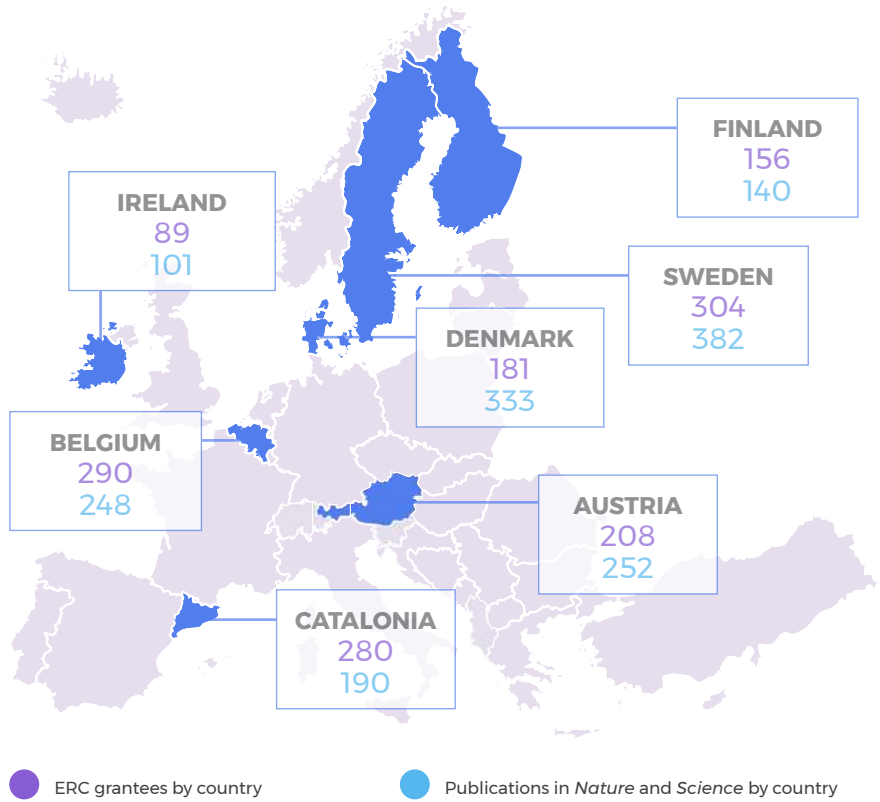 FINLAND
156
140
IRELAND
89
101
SWEDEN
304
382
DENMARK
181
333
BELGIUM
290
248
AUSTRIA
208
252
CATALONIA
280
190
ERC grantees by country
Publications in Nature and Science by country